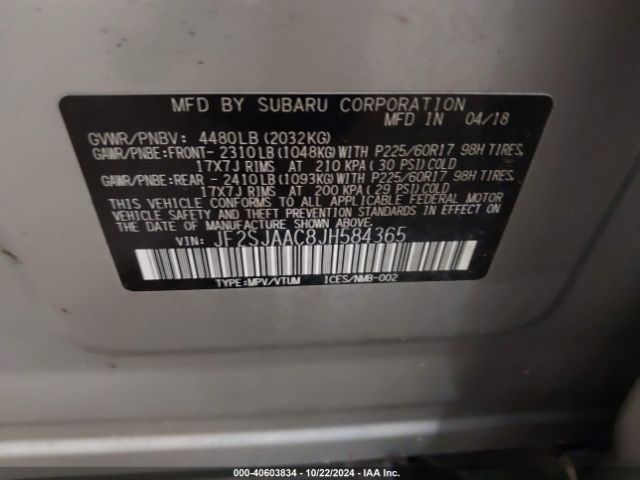 MFD BY SUBARU CORPORATION
MFD IN 04/18
GVWR/PNBV: 4480LB(2032KG)
GAWR/PNBE:FRONT- 2310LB(1048KG)WITH P225/60R17 98H TIRES,
17X7J RIMS AT 210 KPA(30 PSI)COLD
GAWR/PNBE:REAR - 2410LB(1093KG)WITH P225/60R17 98H TIRES,
17X7J RIMS AT 200 KPA(29 PSI)COLD
THIS VEHICLE CONFORMS TO ALL APPLICABLE FEDERAL MOTOR
VEHICLE SAFETY AND THEFT PREVENTION STANDARDS IN EFFECT ON
THE DATE OF MANUFACTURE SHOWN ABOVE.
VIN: JF2SJAAC8JH584365
TYPE:MPV/VTUM ICES/NMB-002
000-40603834 - 10/22/2024 - IAA Inc.